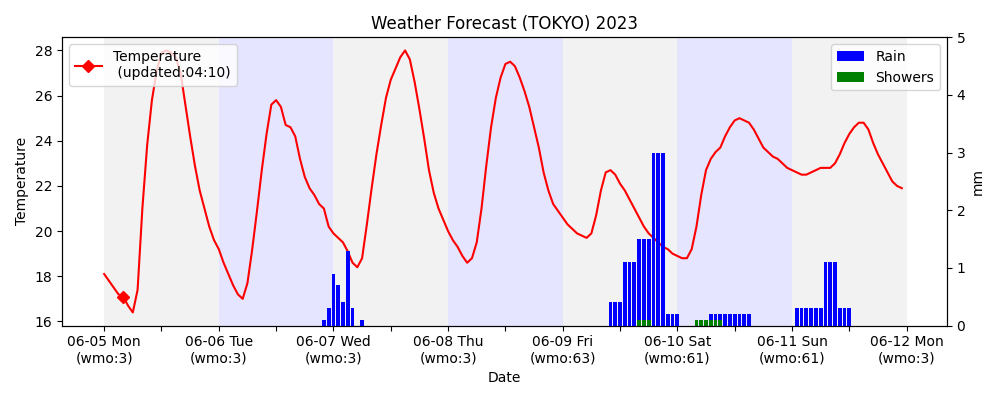 Weather Forecast (TOKYO) 2023
Temperature
(updated:04:10)
Rain
Showers
28
26
24
22
20
18
16
Temperature
5
4
3
2
1
0
mm
06-05 Mon 06-06 Tue 06-07 Wed 06-08 Thu 06-09 Fri 06-10 Sat 06-11 Sun 06-12 Mon
(wmo:3) (wmo:3) (wmo:3) (wmo:3) (wmo:63) (wmo:61) (wmo:61) (wmo:3)
Date